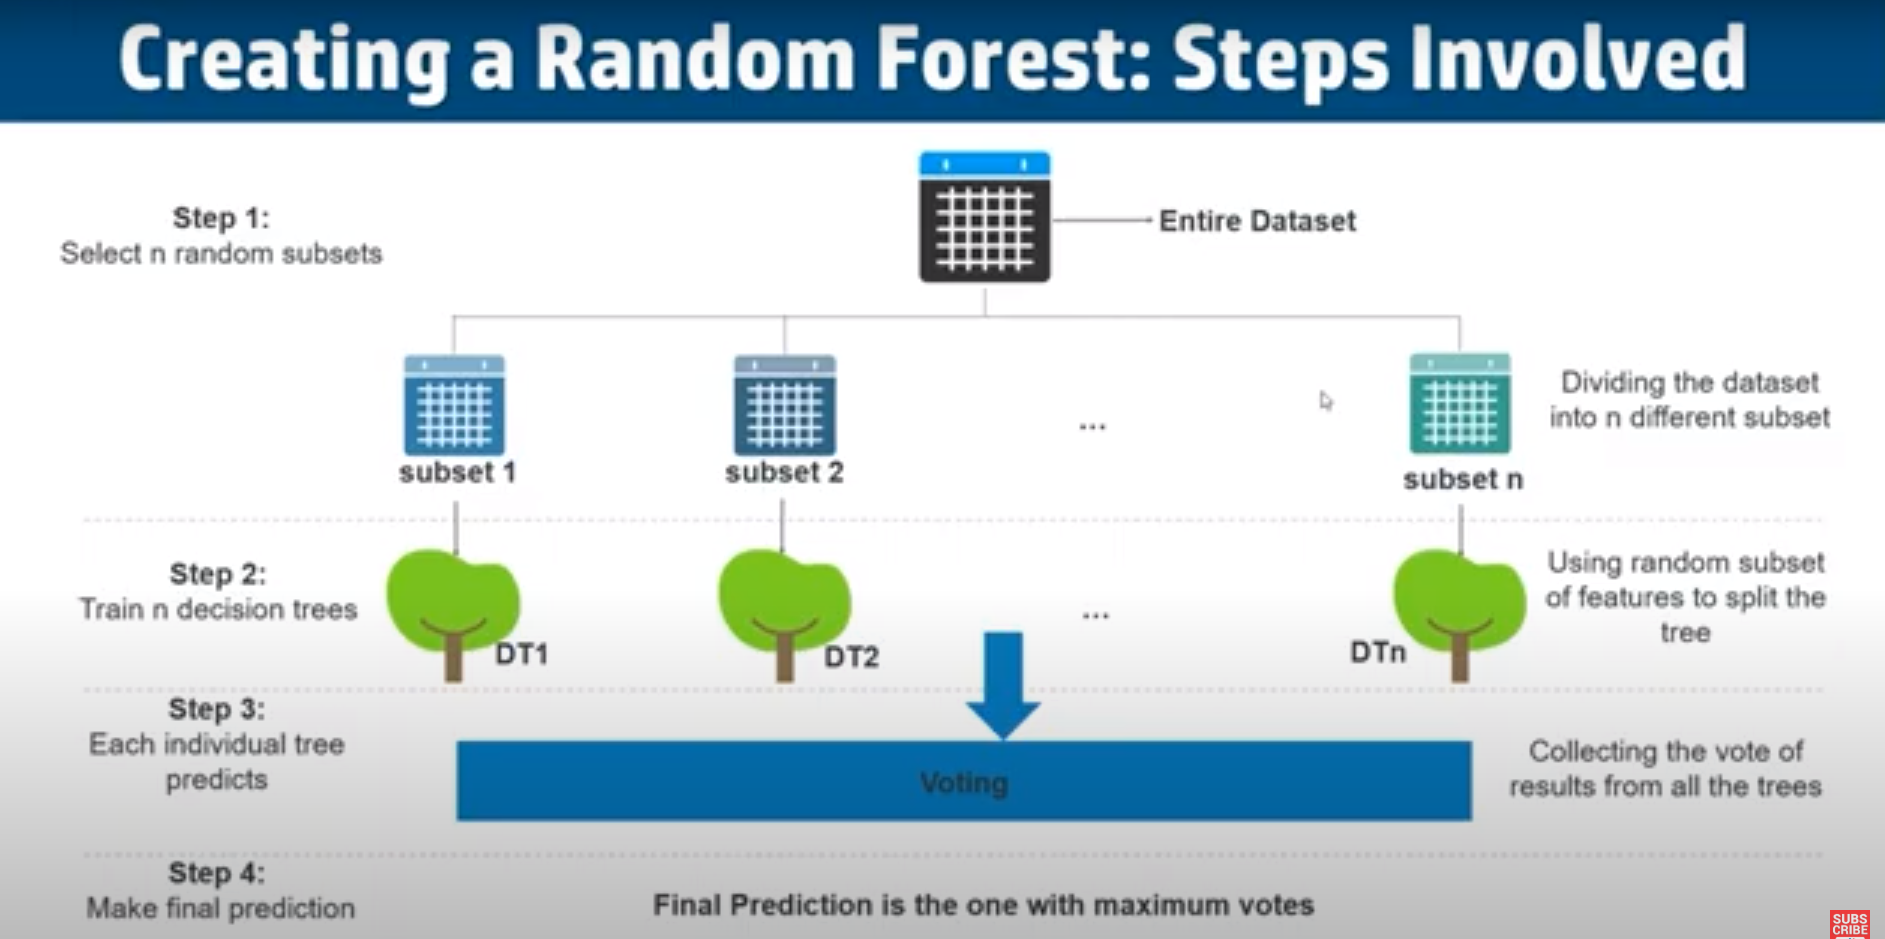 Creating a Random Forest: Steps Involved
Step 1:
Select n random subsets
Entire Dataset
subset 1
subset 2
...
subset n
Dividing the dataset
into n different subset
Step 2:
Train n decision trees
DT1
DT2
...
DTn
Using random subset
of features to split the
tree
Step 3:
Each individual tree
predicts
Voting
Collecting the vote of
results from all the trees
Step 4:
Make final prediction
Final Prediction is the one with maximum votes
SUBS
CRIBE